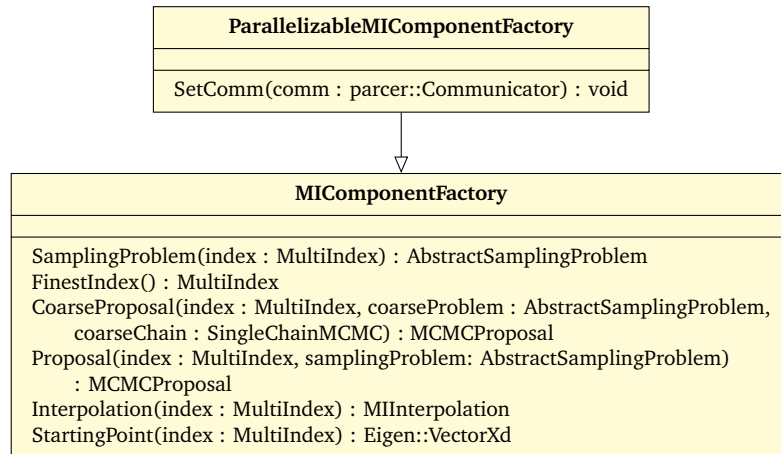 ParallelizableMIComponentFactory
SetComm(comm : parcer::Communicator) : void
MIComponentFactory
SamplingProblem(index : MultiIndex) : AbstractSamplingProblem
FinestIndex() : MultiIndex
CoarseProposal(index : MultiIndex, coarseProblem : AbstractSamplingProblem,
coarseChain : SingleChainMCMC) : MCMCProposal
Proposal(index : MultiIndex, samplingProblem: AbstractSamplingProblem)
: MCMCProposal
Interpolation(index : MultiIndex) : MIInterpolation
StartingPoint(index : MultiIndex) : Eigen::VectorXd